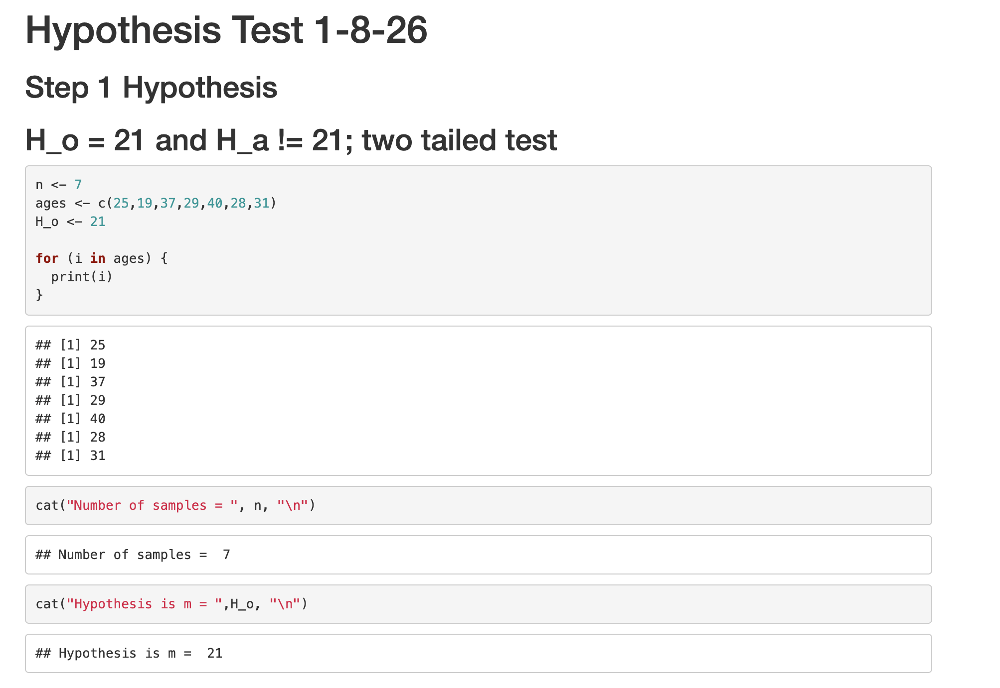 Hypothesis Test 1-8-26
Step 1 Hypothesis
H_o = 21 and H_a != 21; two tailed test
n <- 7
ages <- c(25,19,37,29,40,28,31)
H_o <- 21
for (i in ages) {
  print(i)
}
## [1] 25
## [1] 19
## [1] 37
## [1] 29
## [1] 40
## [1] 28
## [1] 31
cat("Number of samples = ", n, "\n")
## Number of samples =  7
cat("Hypothesis is m = ",H_o, "\n")
## Hypothesis is m =  21